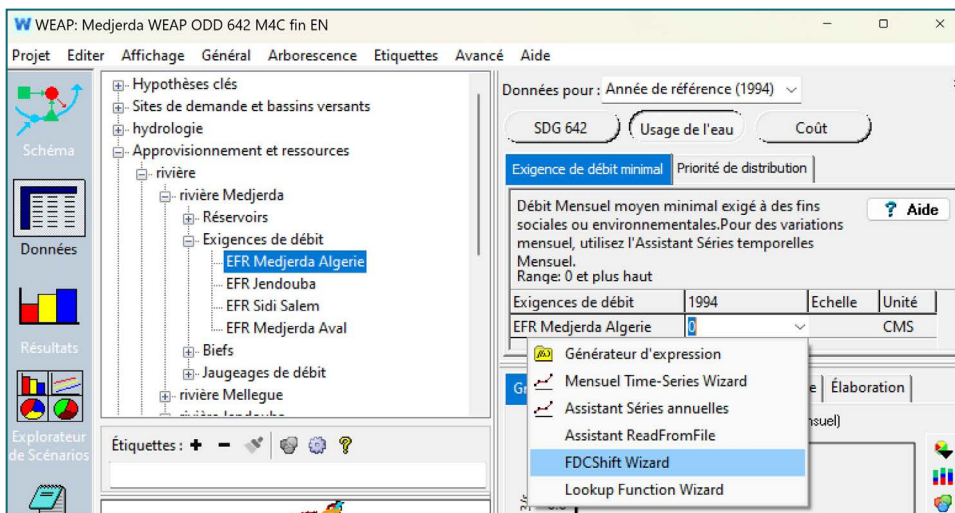 WEAP: Medjerda WEAP ODD 642 M4C fin EN
Projet Editer Affichage Général Arborescence Etiquettes Avancé Aide
Schéma
Données
Résultats
Explorateur
de Scénarios
Hypothèses clés
Sites de demande et bassins versants
hydrologie
Approvisionnement et ressources
rivière
rivière Medjerda
Réservoirs
Exigences de débit
EFR Medjerda Algerie
EFR Jendouba
EFR Sidi Salem
EFR Medjerda Aval
Biefs
Jaugeages de débit
rivière Mellegue
Étiquettes :
Données pour : Année de référence (1994)
SDG 642 Usage de l'eau Coût
Exigence de débit minimal Priorité de distribution
Débit Mensuel moyen minimal exigé à des fins
sociales ou environnementales.Pour des variations
mensuel, utilisez l'Assistant Séries temporelles
Mensuel.
Range: 0 et plus haut
? Aide
Exigences de débit 1994 Echelle Unité
EFR Medjerda Algerie 0 CMS
Générateur d'expression
Mensuel Time-Series Wizard
Assistant Séries annuelles
Assistant ReadFromFile
FDCShift Wizard
Lookup Function Wizard
Élaboration